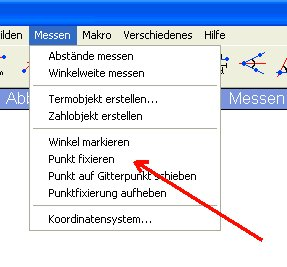 ilden Messen Makro Verschiedenes Hilfe
Abstände messen
Winkelweite messen
Termobjekt erstellen...
Zahlobjekt erstellen
Abb Messen
Winkel markieren
Punkt fixieren
Punkt auf Gitterpunkt schieben
Punktfixierung aufheben
Koordinatensystem...